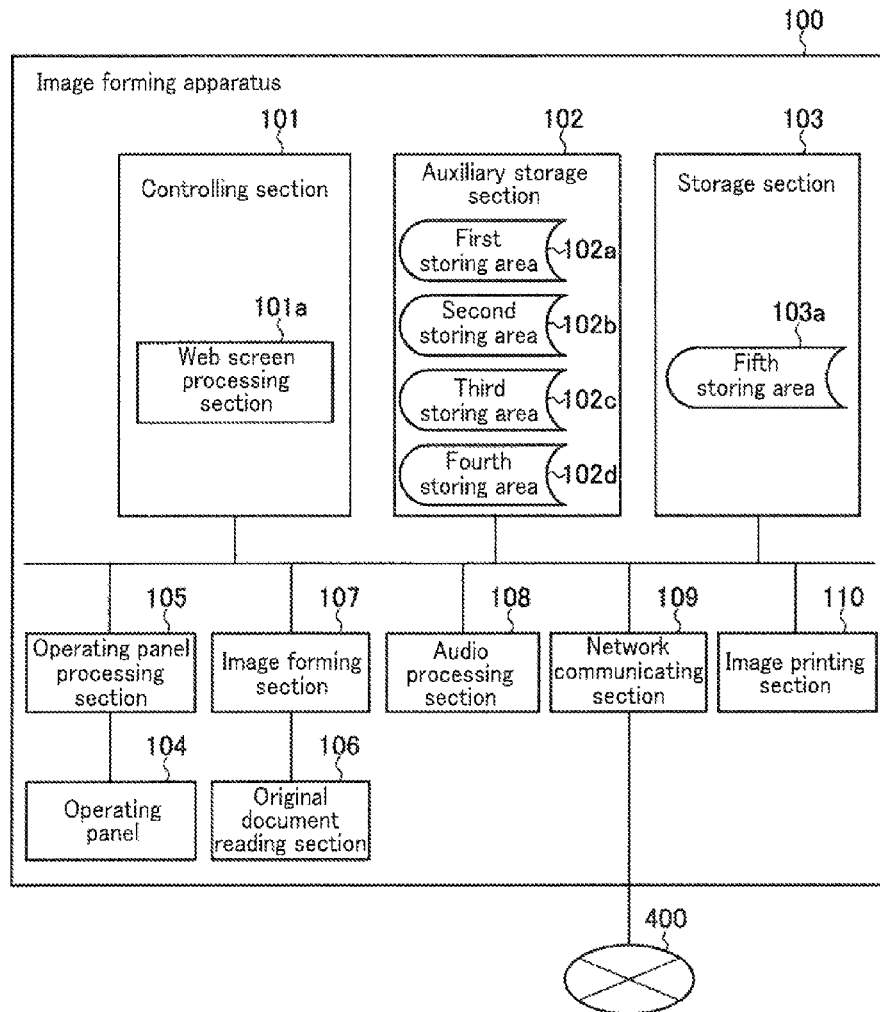 100
Image forming apparatus
101
102
103
Controlling section
Auxiliary storage
section
Storage section
First
storing area
102a
Second
storing area
102b
Third
storing area
102c
Fourth
storing area
102d
101a
Web screen
processing
section
103a
Fifth
storing area
105
107
108
109
110
Operating panel
processing
section
Image forming
section
Audio
processing
section
Network
communicating
section
Image printing
section
104
106
Operating
panel
Original
document
reading section
400